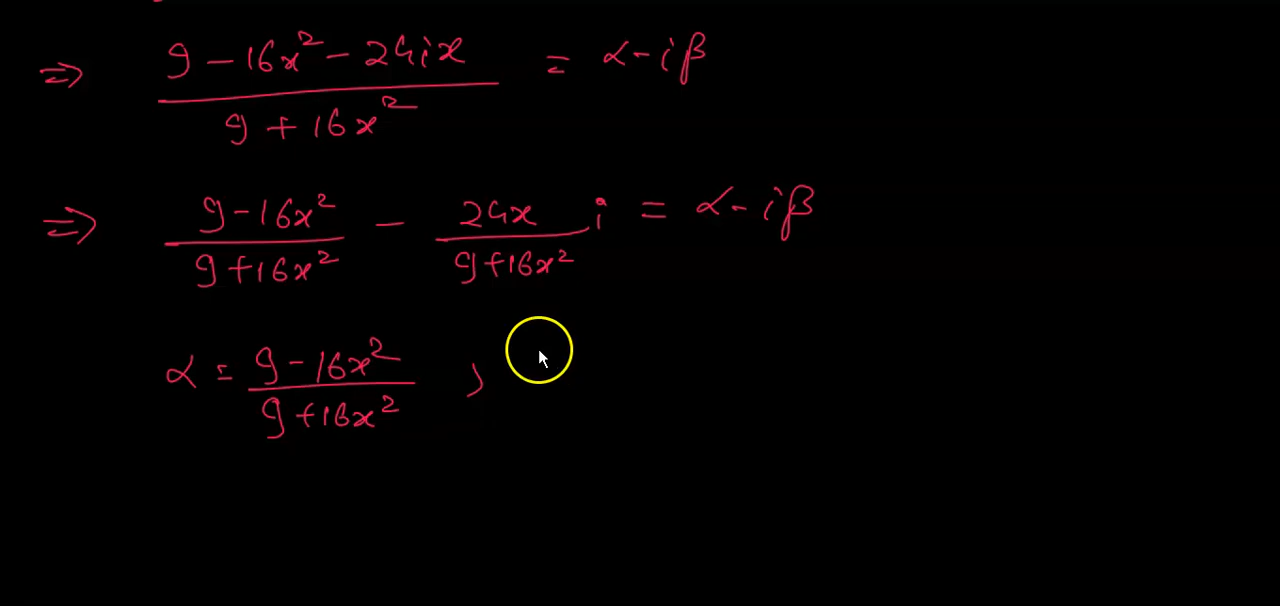 ⇒ (9 - 16x² - 24ix) / (9 + 16x²) = α - iβ
⇒ (9 - 16x²) / (9 + 16x²) - (24x) / (9 + 16x²) i = α - iβ
α = (9 - 16x²) / (9 + 16x²) ,